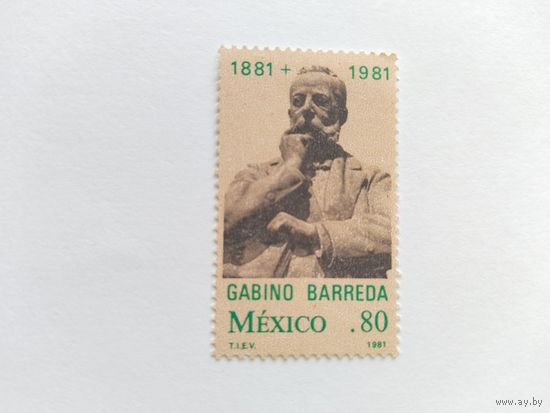 1881 + 1981
GABINO BARREDA
MÉXICO .80
T.I.E.V. 1981
www.ay.by